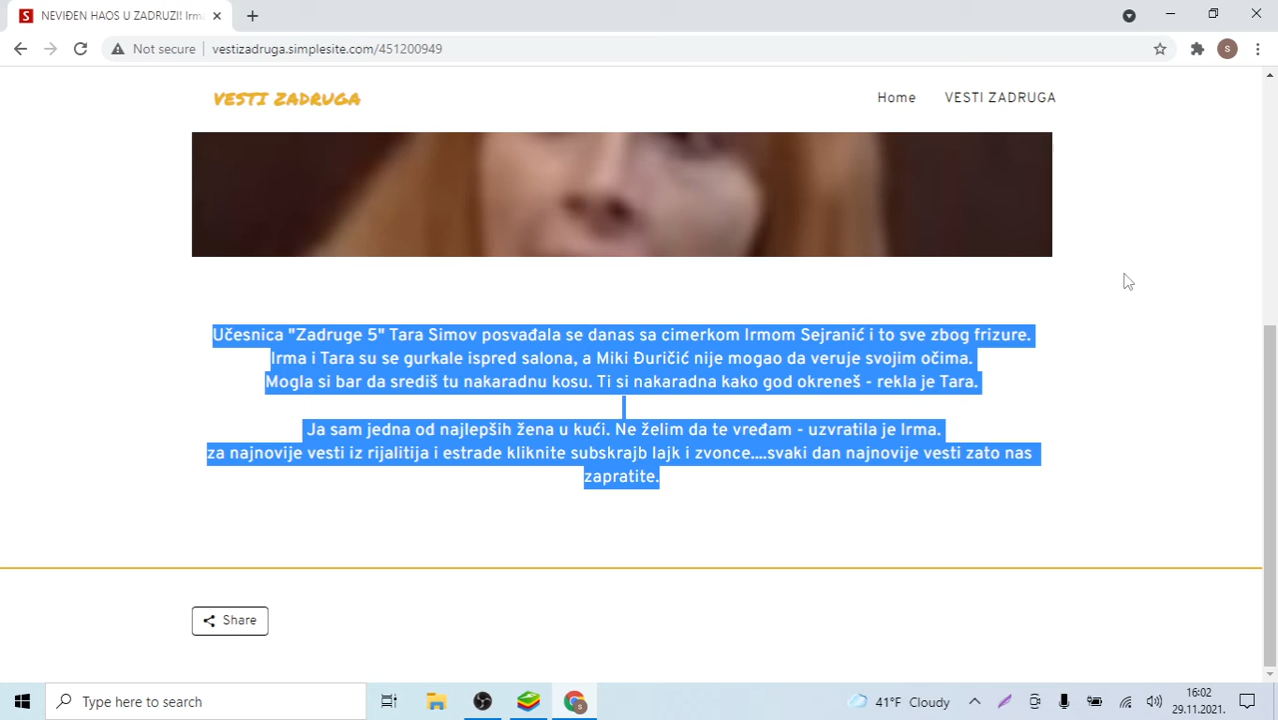 NEVIĐEN HAOS U ZADRUZI! Irma
Not secure
vestizadruga.simplesite.com/451200949
VESTI ZADRUGA
Home
VESTI ZADRUGA
Učesnica "Zadruge 5" Tara Simov posvađala se danas sa cimerkom Irmom Sejranić i to sve zbog frizure.
Irma i Tara su se gurkale ispred salona, a Miki Đuričić nije mogao da veruje svojim očima.
Mogla si bar da središ tu nakaradnu kosu. Ti si nakaradna kako god okreneš - rekla je Tara.
Ja sam jedna od najlepših žena u kući. Ne želim da te vređam - uzvratila je Irma.
za najnovije vesti iz rijalitija i estrade kliknite subskrajb lajk i zvonce....svaki dan najnovije vesti zato nas
zapratite.
Share
Type here to search
41°F Cloudy
16:02
29.11.2021.